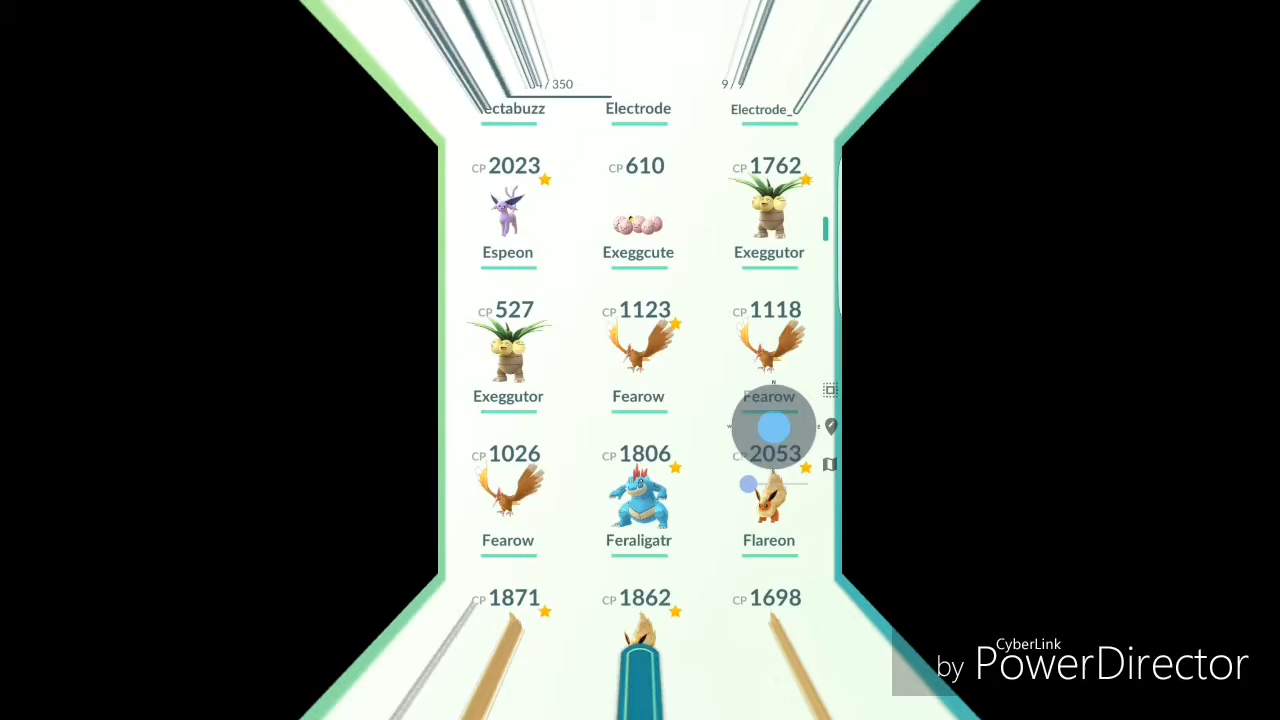 / 350
9 /
ectabuzz Electrode Electrode_
CP 2023 CP 610 CP 1762
Espeon Exeggcute Exeggutor
CP 527 CP 1123 CP 1118
Exeggutor Fearow Fearow
N
W E
CP 1026 CP 1806 CP 2053
S
Fearow Feraligatr Flareon
CP 1871 CP 1862 CP 1698
CyberLink
by PowerDirector